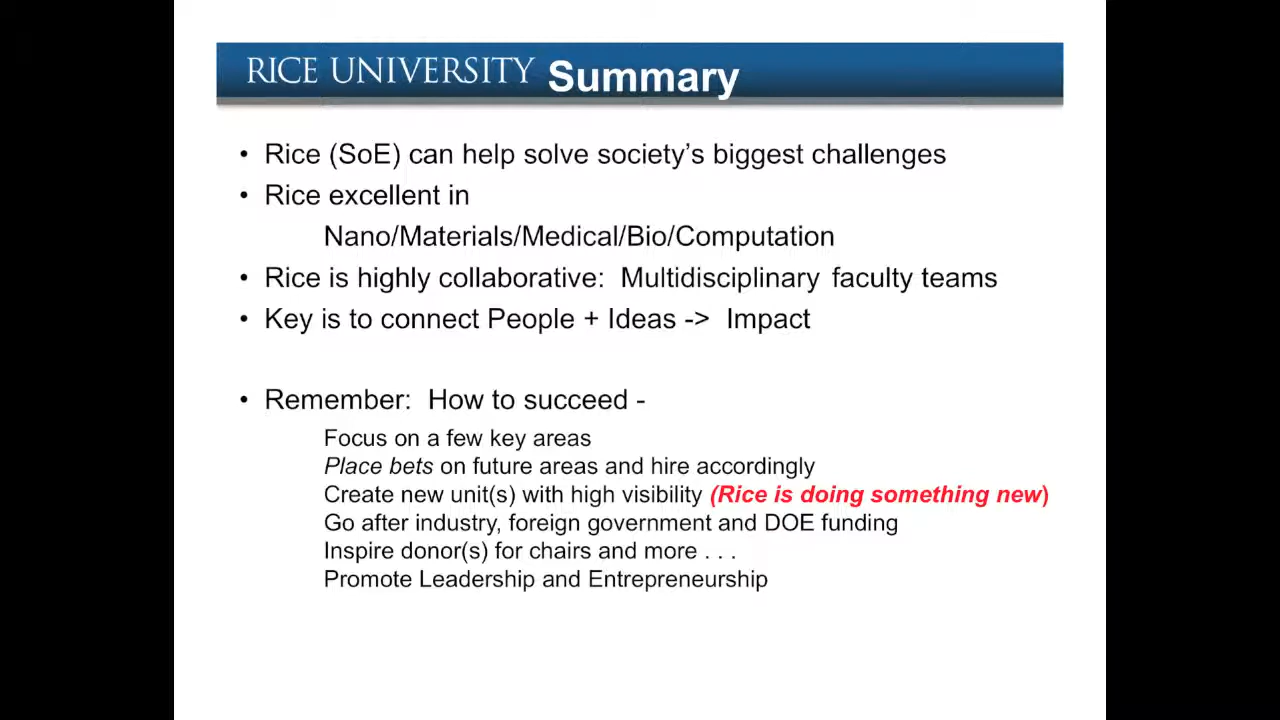 RICE UNIVERSITY Summary
• Rice (SoE) can help solve society’s biggest challenges
• Rice excellent in
Nano/Materials/Medical/Bio/Computation
• Rice is highly collaborative: Multidisciplinary faculty teams
• Key is to connect People + Ideas -> Impact
• Remember: How to succeed -
Focus on a few key areas
Place bets on future areas and hire accordingly
Create new unit(s) with high visibility (Rice is doing something new)
Go after industry, foreign government and DOE funding
Inspire donor(s) for chairs and more . . .
Promote Leadership and Entrepreneurship